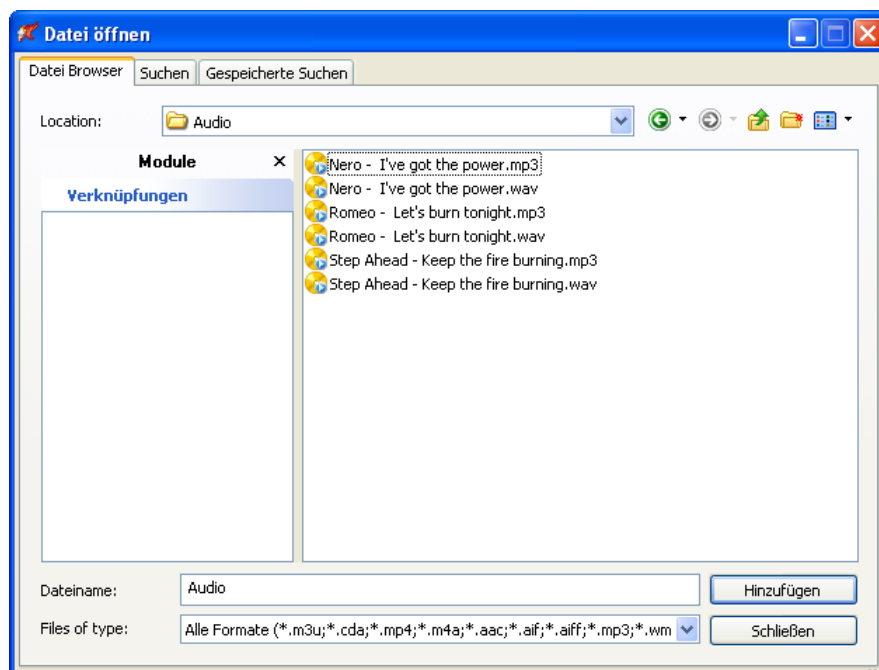 Datei öffnen
Datei Browser Suchen Gespeicherte Suchen
Location: Audio
Module
Verknüpfungen
Nero - I've got the power.mp3
Nero - I've got the power.wav
Romeo - Let's burn tonight.mp3
Romeo - Let's burn tonight.wav
Step Ahead - Keep the fire burning.mp3
Step Ahead - Keep the fire burning.wav
Dateiname: Audio Hinzufügen
Files of type: Alle Formate (*.m3u;*.cda;*.mp4;*.m4a;*.aac;*.aif;*.aiff;*.mp3;*.wm Schließen